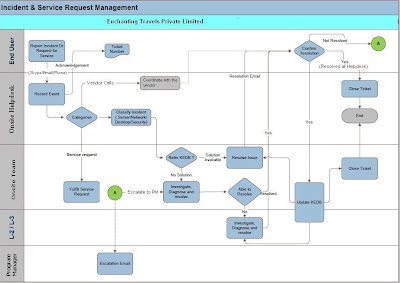 Incident & Service Request Management
Enchanting Travels Private Limited
End User
Report Incident Or
Request for
Service
Acknowledgement
Ticket
Number
(Skype/Email/Phone)
Confirm
Resolution
Not Resolved
A
Yes
(Resolved at Helpdesk)
Onsite Helpdesk
Record Event
Vendor Calls
Coordinate with the
Vendor
Resolution Email
Yes
Close Ticket
End
Categorise
Classify Incident
( Server/Network/
Desktop/Security)
Onsite Team
Service request
Refer KEDB ?
Solution
Available
Resolve Issue
Close Ticket
No Solution
Fulfill Service
Request
A
Escalate to PM
Investigate,
Diagnose and
resolve
Able to
Resolve
Resolved
Update KEDB
L-2 / L-3
No
Investigate,
Diagnose and
resolve
Program
Manager
Escalation Email